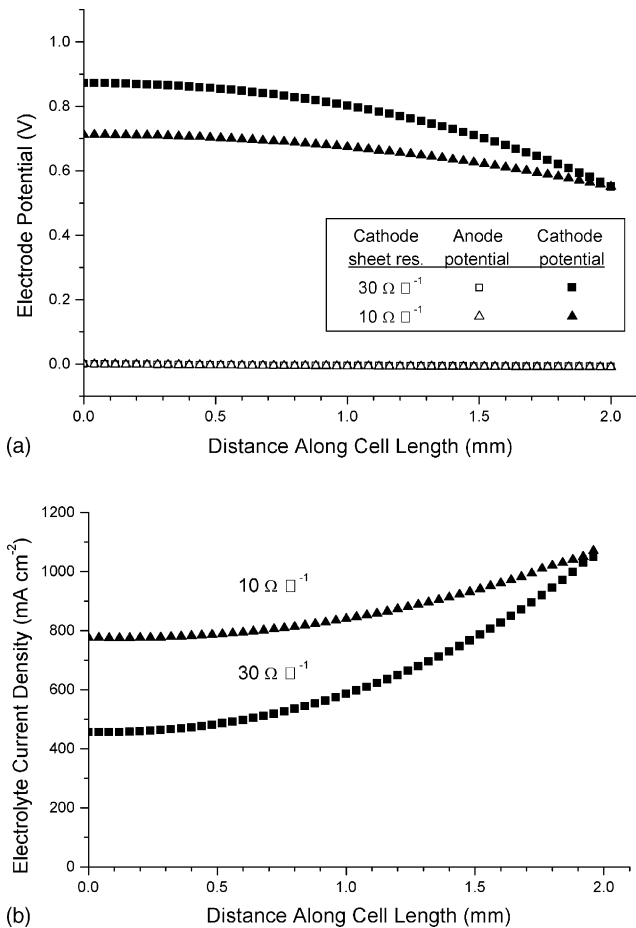 1.0
0.8
0.6
0.4
0.2
0.0
Electrode Potential (V)
Cathode Anode Cathode
sheet res. potential potential
30 Ω □⁻¹
10 Ω □⁻¹
0.0 0.5 1.0 1.5 2.0
(a) Distance Along Cell Length (mm)
1200
1000
800
600
400
200
0
Electrolyte Current Density (mA cm⁻²)
10 Ω □⁻¹
30 Ω □⁻¹
0.0 0.5 1.0 1.5 2.0
(b) Distance Along Cell Length (mm)